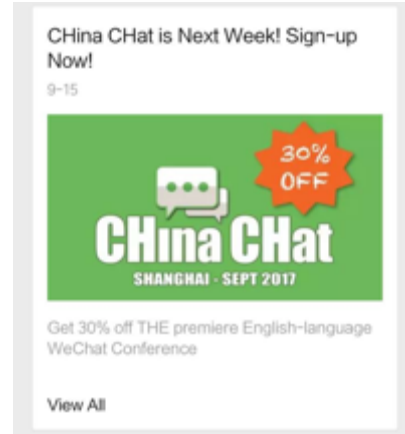 CHina CHat is Next Week! Sign-up
Now!
9-15
30%
OFF
CHina CHat
SHANGHAI - SEPT 2017
Get 30% off THE premiere English-language
WeChat Conference
View All